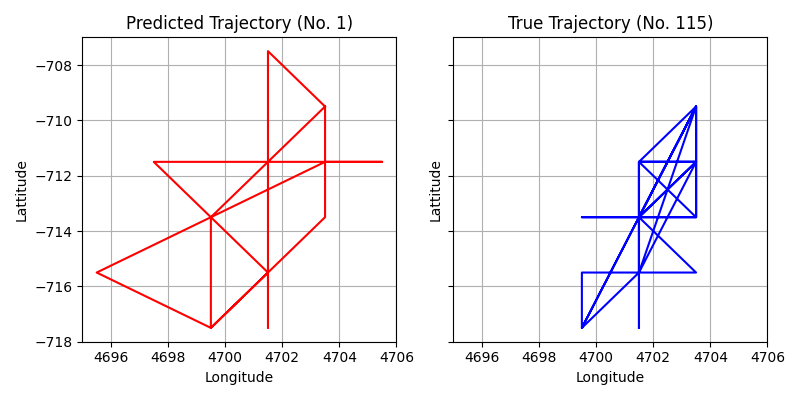 Predicted Trajectory (No. 1)
True Trajectory (No. 115)
Lattitude
−708
−710
−712
−714
−716
−718
4696 4698 4700 4702 4704 4706
Longitude
Lattitude
4696 4698 4700 4702 4704 4706
Longitude